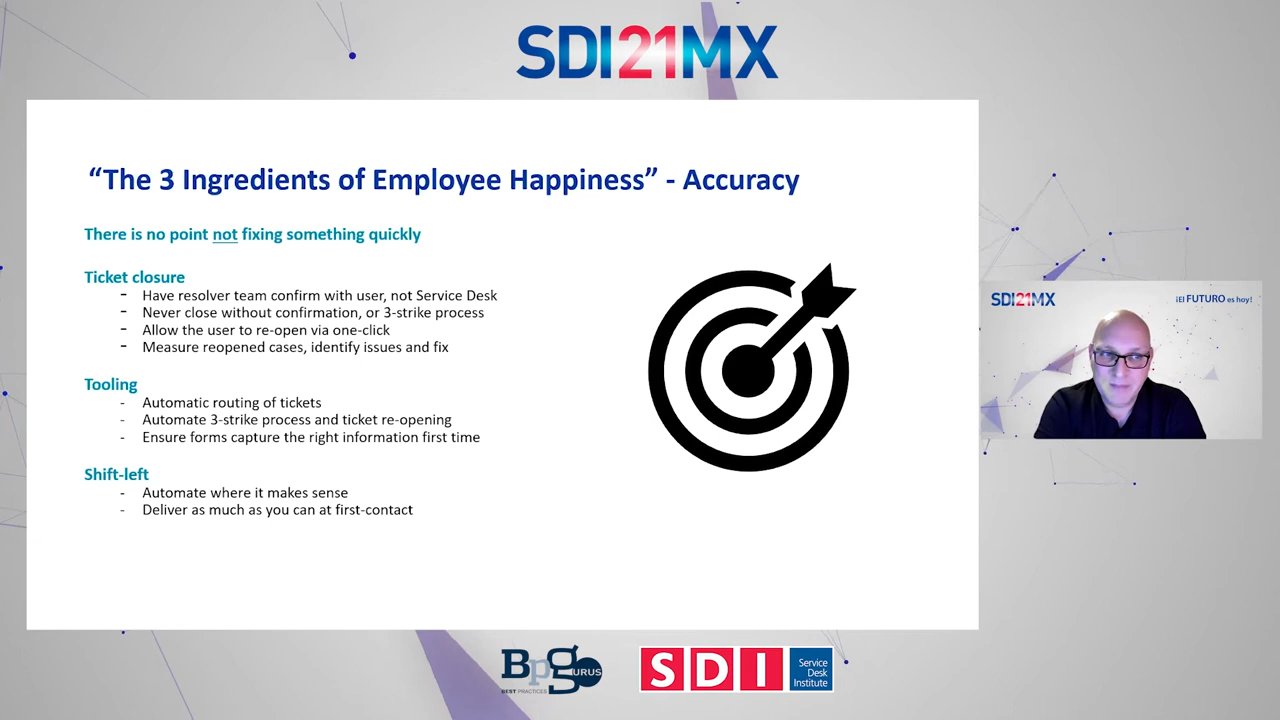 SDI21MX
“The 3 Ingredients of Employee Happiness” - Accuracy
There is no point not fixing something quickly
Ticket closure
- Have resolver team confirm with user, not Service Desk
- Never close without confirmation, or 3-strike process
- Allow the user to re-open via one-click
- Measure reopened cases, identify issues and fix
Tooling
- Automatic routing of tickets
- Automate 3-strike process and ticket re-opening
- Ensure forms capture the right information first time
Shift-left
- Automate where it makes sense
- Deliver as much as you can at first-contact
SDI21MX
¡El FUTURO es hoy!
BpGURUS
BEST PRACTICES
SDI
Service
Desk
Institute